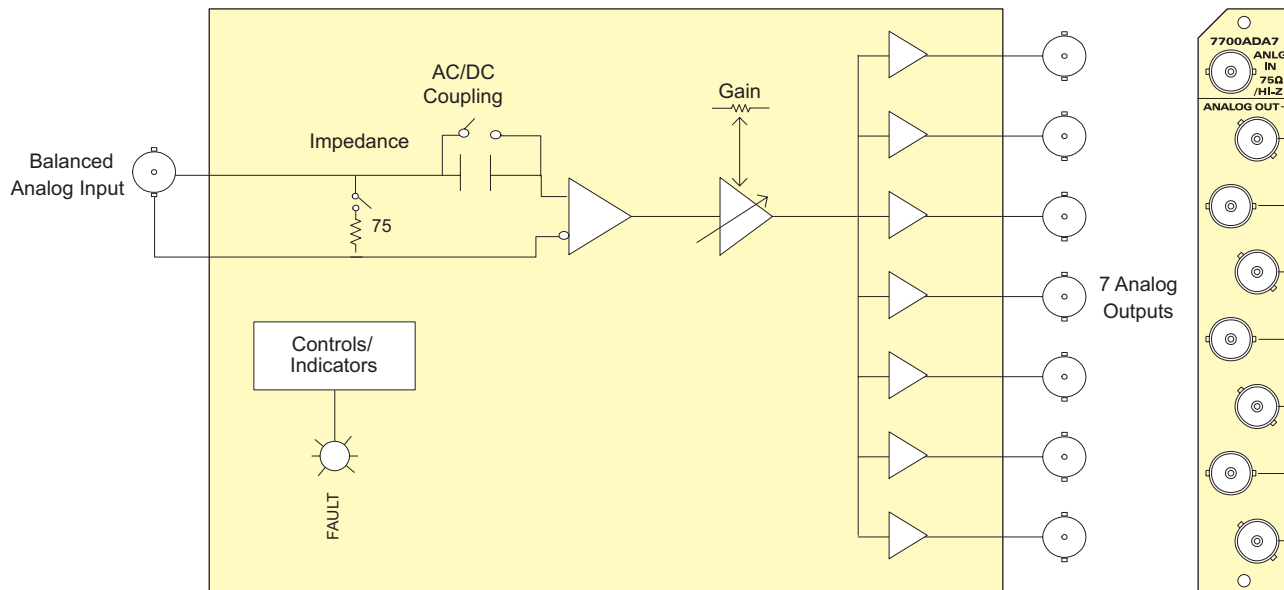 AC/DC
Coupling
Gain
Impedance
Balanced
Analog Input
75
7 Analog
Outputs
Controls/
Indicators
FAULT
7700ADA7
ANLG
IN
75Ω
/HI-Z
ANALOG OUT